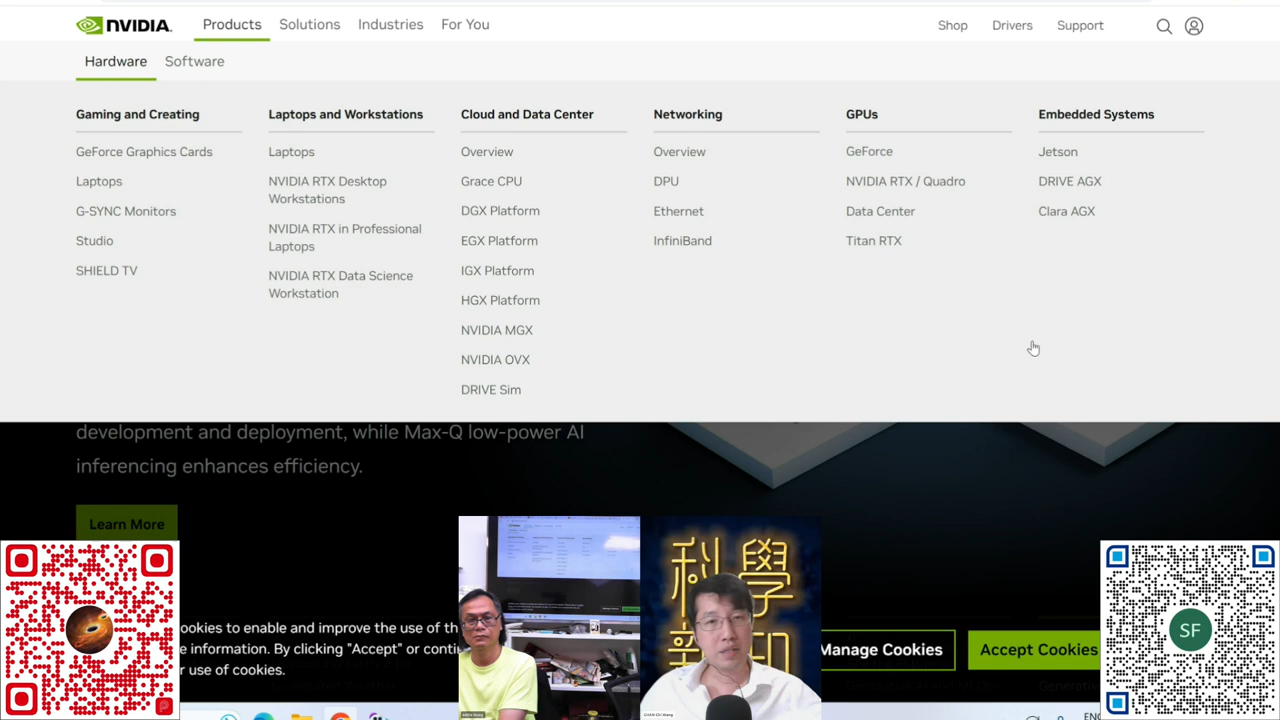 NVIDIA.
Products
Solutions
Industries
For You
Shop
Drivers
Support
Hardware
Software
Gaming and Creating
GeForce Graphics Cards
Laptops
G-SYNC Monitors
Studio
SHIELD TV
Laptops and Workstations
Laptops
NVIDIA RTX Desktop
Workstations
NVIDIA RTX in Professional
Laptops
NVIDIA RTX Data Science
Workstation
Cloud and Data Center
Overview
Grace CPU
DGX Platform
EGX Platform
IGX Platform
HGX Platform
NVIDIA MGX
NVIDIA OVX
DRIVE Sim
Networking
Overview
DPU
Ethernet
InfiniBand
GPUs
GeForce
NVIDIA RTX / Quadro
Data Center
Titan RTX
Embedded Systems
Jetson
DRIVE AGX
Clara AGX
development and deployment, while Max-Q low-power AI
inferencing enhances efficiency.
Learn More
ookies to enable and improve the use of th
e information. By clicking "Accept" or conti
r use of cookies.
科學
新知
Manage Cookies
Accept Cookies
SF
ENG